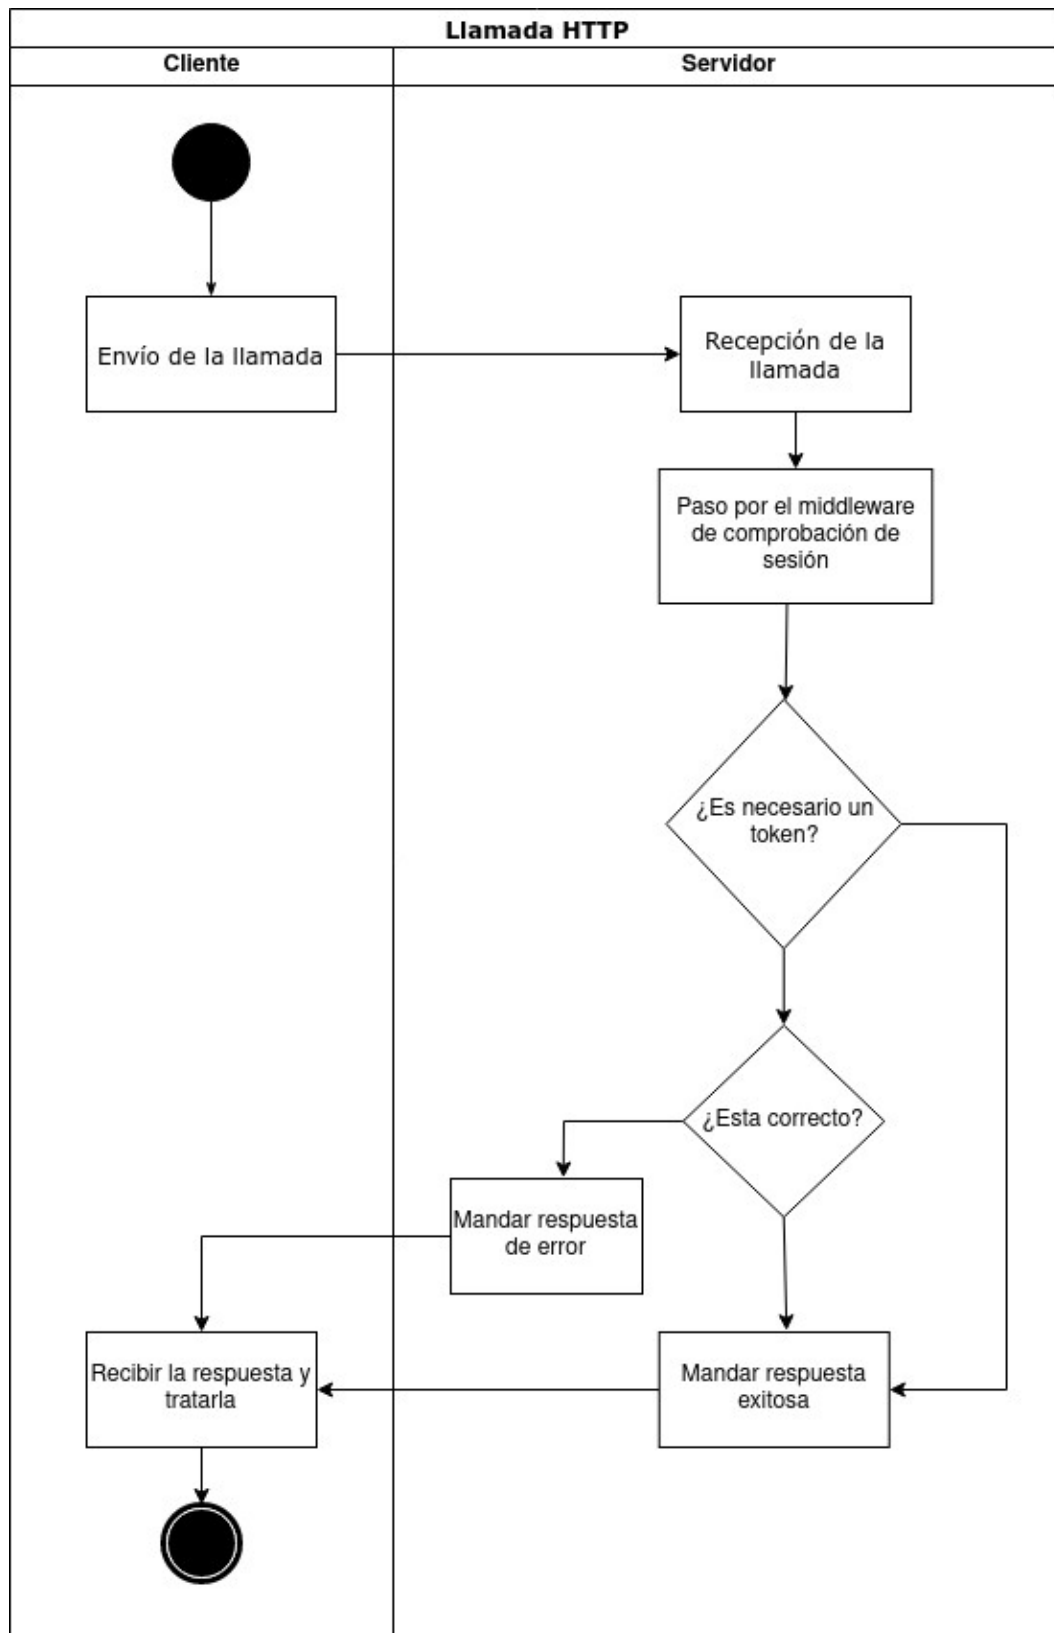 Llamada HTTP
Cliente
Servidor
Envío de la llamada
Recepción de la
llamada
Paso por el middleware
de comprobación de
sesión
¿Es necesario un
token?
¿Esta correcto?
Mandar respuesta
de error
Recibir la respuesta y
tratarla
Mandar respuesta
exitosa